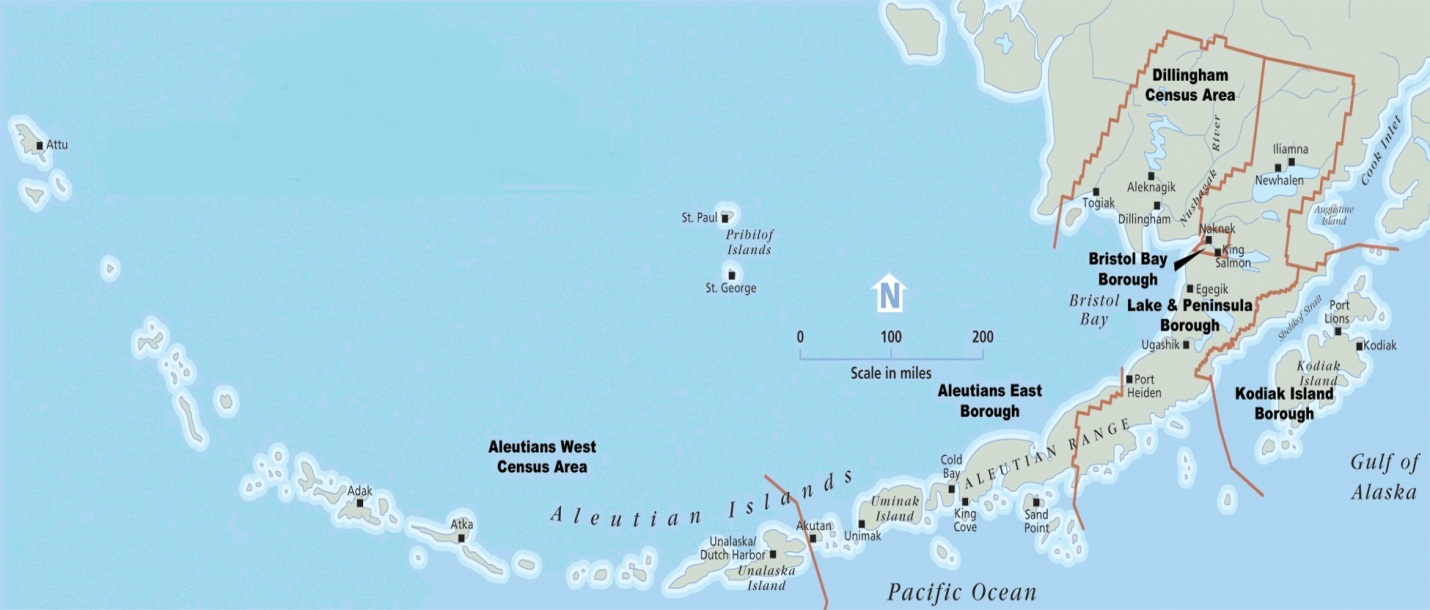 Dillingham
Census Area
Nushagak River
Cook Inlet
Attu
Iliamna
Newhalen
Aleknagik
Togiak
Dillingham
Augustine
Island
St. Paul
Pribilof
Islands
St. George
Naknek
King
Salmon
Bristol Bay
Borough
Bristol
Bay
Egegik
Lake & Peninsula
Borough
Ugashik
N
0 100 200
Scale in miles
Shelikof Strait
Port
Lions
Kodiak
Kodiak
Island
Kodiak Island
Borough
Port
Heiden
Aleutians East
Borough
Aleutians West
Census Area
ALEUTIAN RANGE
Aleutian Islands
Cold
Bay
King
Cove
Sand
Point
Uminak
Island
Unimak
Akutan
Unalaska/
Dutch Harbor
Unalaska
Island
Adak
Atka
Gulf of
Alaska
Pacific Ocean